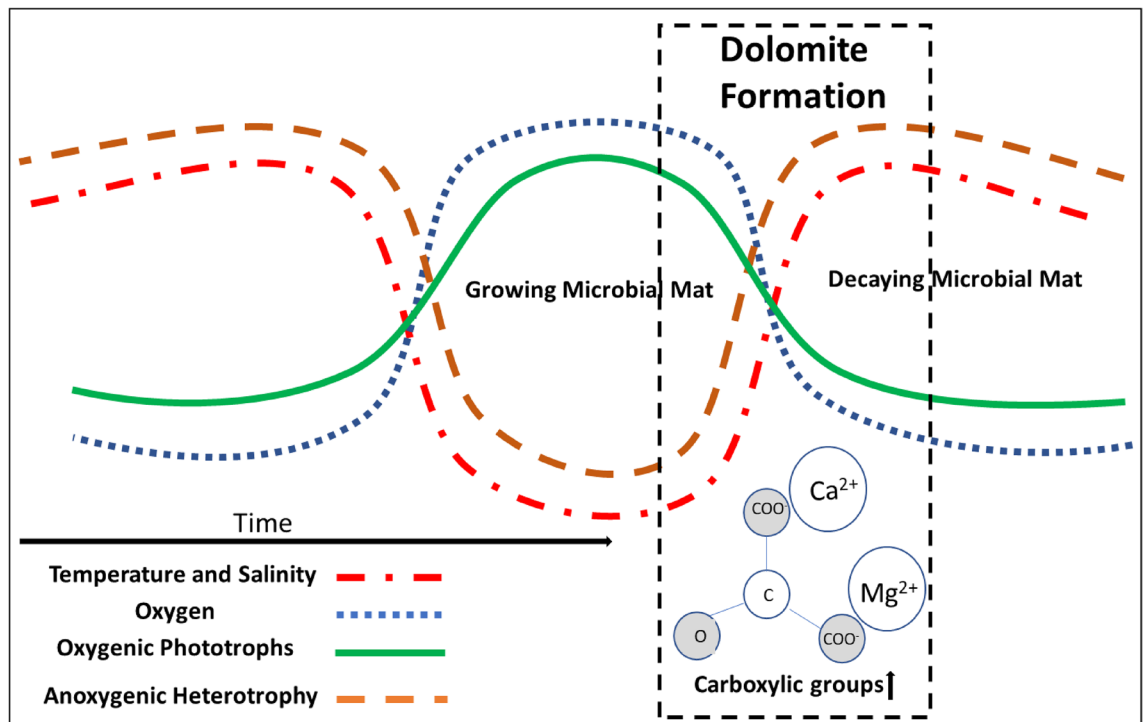 Dolomite
Formation
Growing Microbial Mat
Decaying Microbial Mat
Time
Temperature and Salinity
Oxygen
Oxygenic Phototrophs
Anoxygenic Heterotrophy
COO⁻
Ca²⁺
C
Mg²⁺
O
COO⁻
Carboxylic groups↑